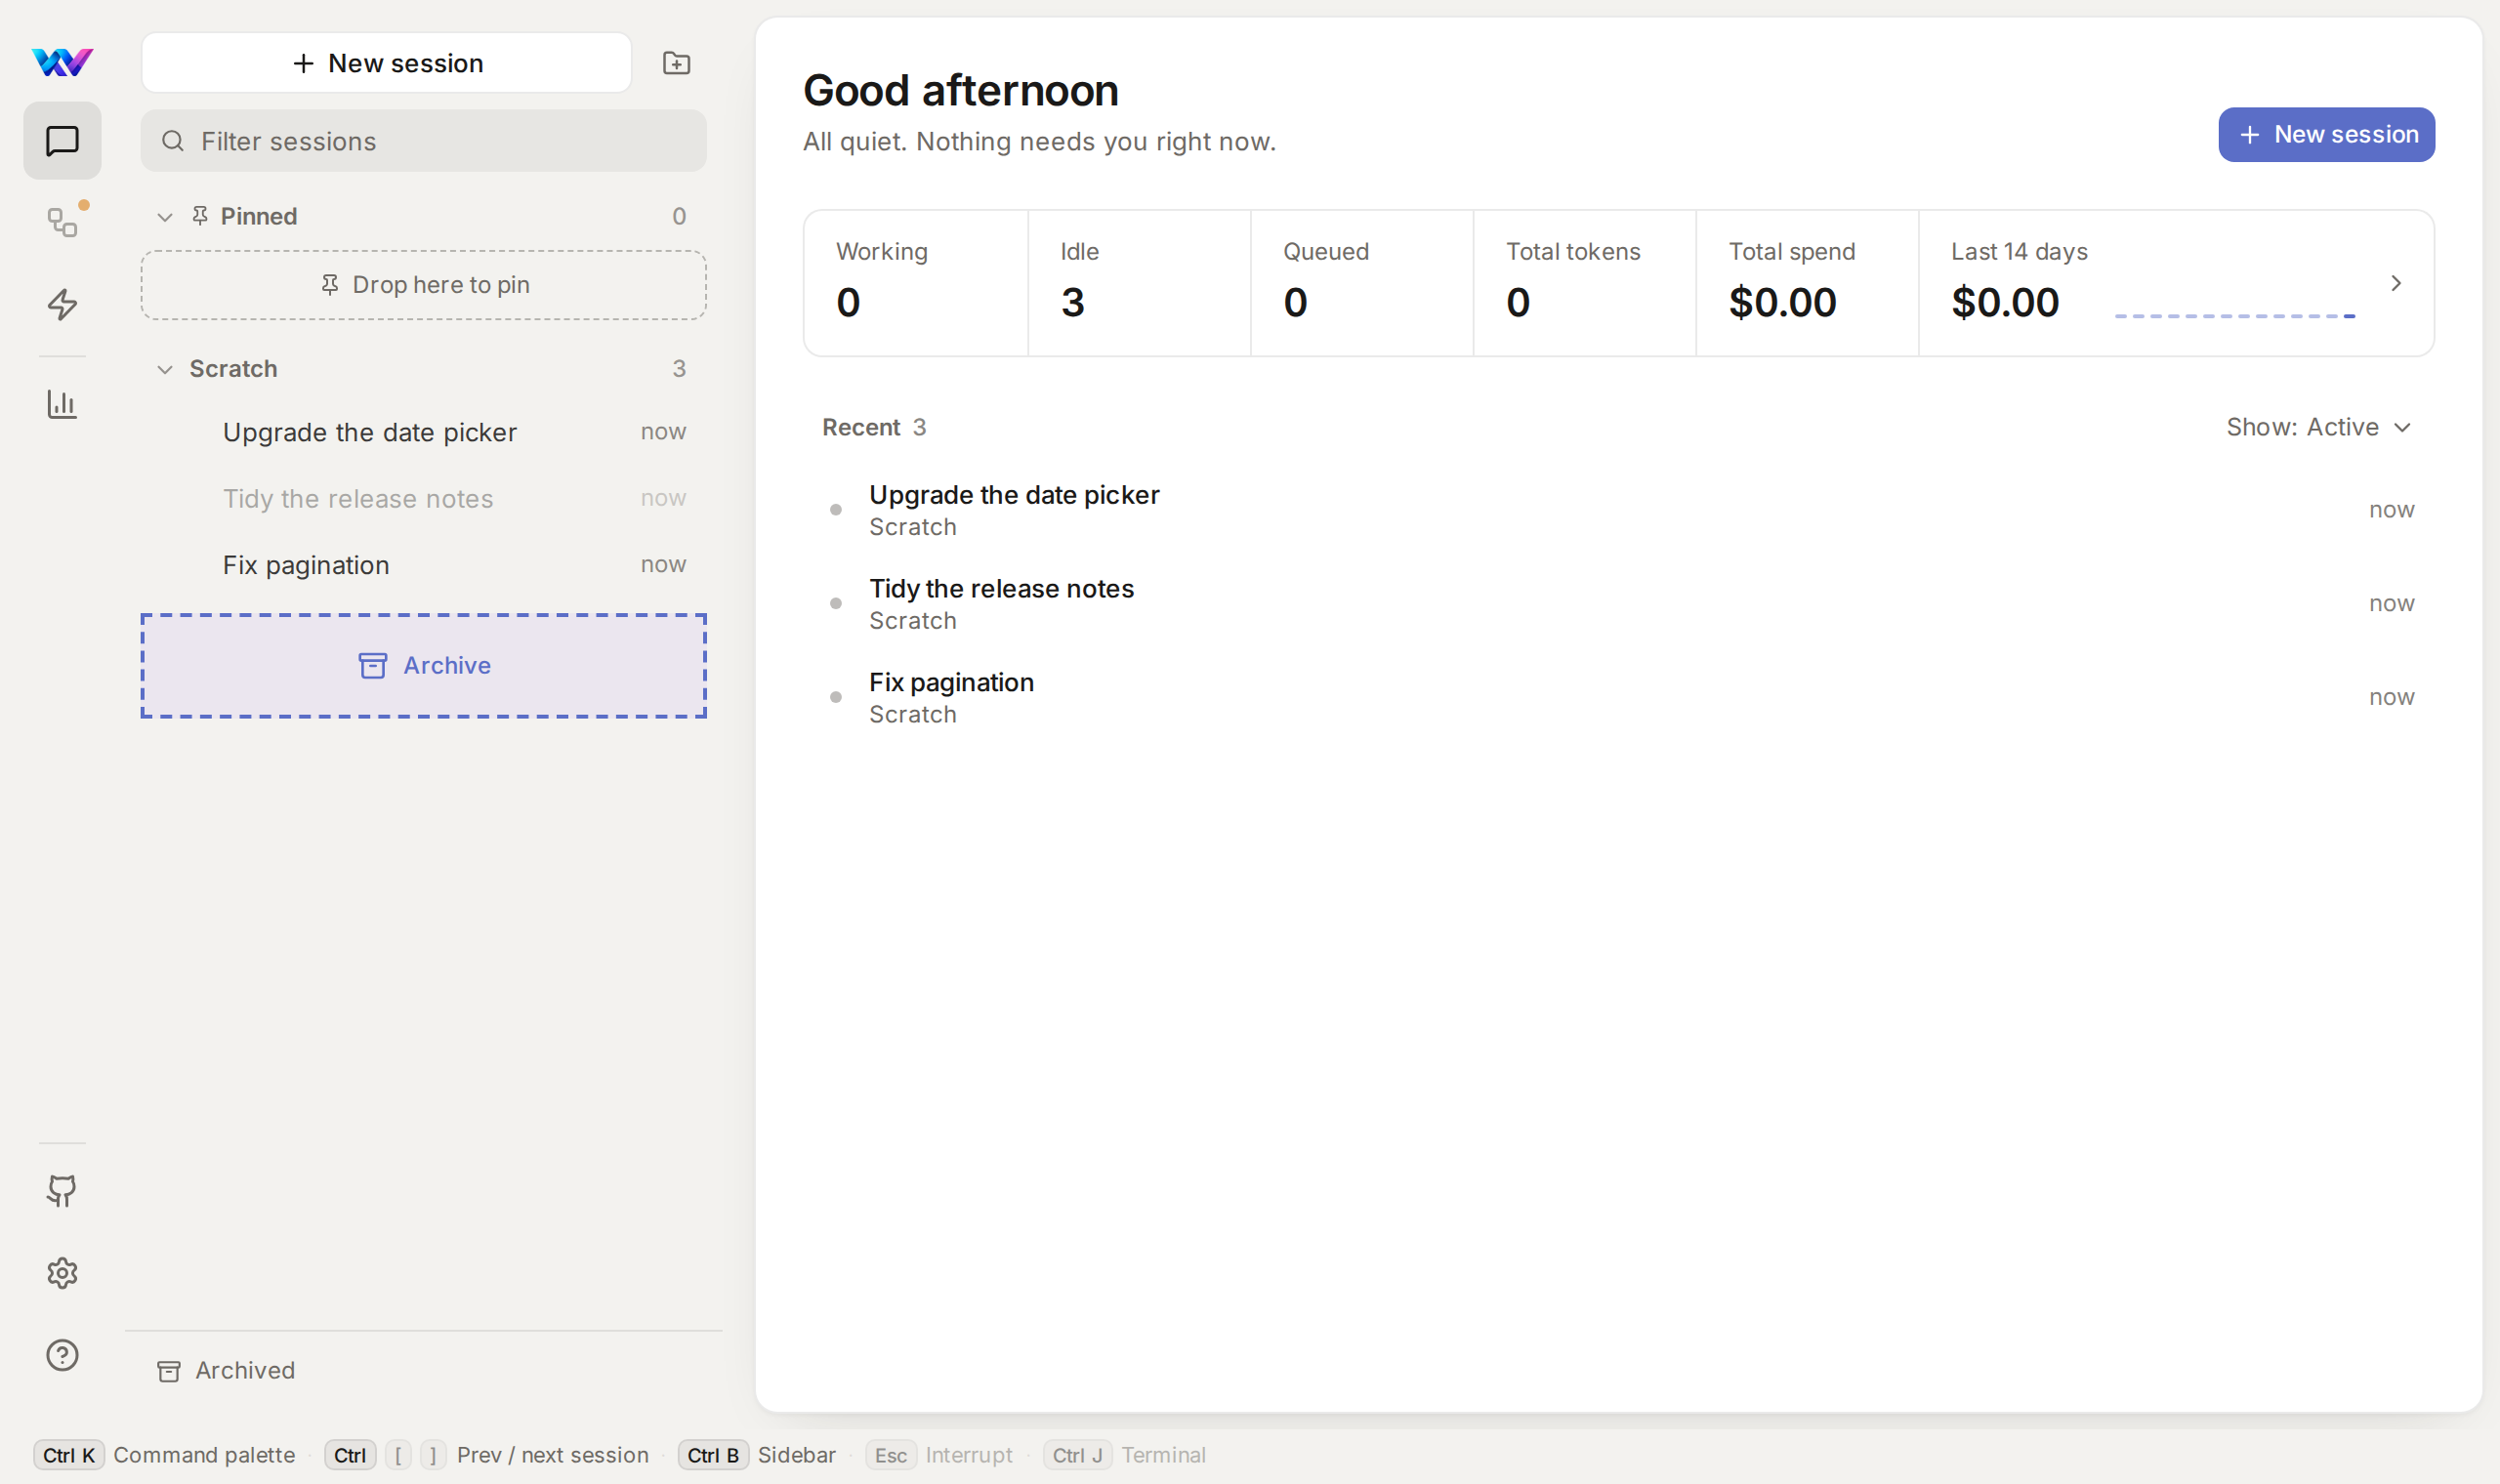 New session
Filter sessions
Pinned 0
Drop here to pin
Scratch 3
Upgrade the date picker now
Tidy the release notes now
Fix pagination now
Archive
Archived
Good afternoon
All quiet. Nothing needs you right now.
New session
Working
0
Idle
3
Queued
0
Total tokens
0
Total spend
$0.00
Last 14 days
$0.00
Recent 3
Show: Active
Upgrade the date picker
Scratch
now
Tidy the release notes
Scratch
now
Fix pagination
Scratch
now
Ctrl K Command palette · Ctrl [ ] Prev / next session · Ctrl B Sidebar · Esc Interrupt · Ctrl J Terminal